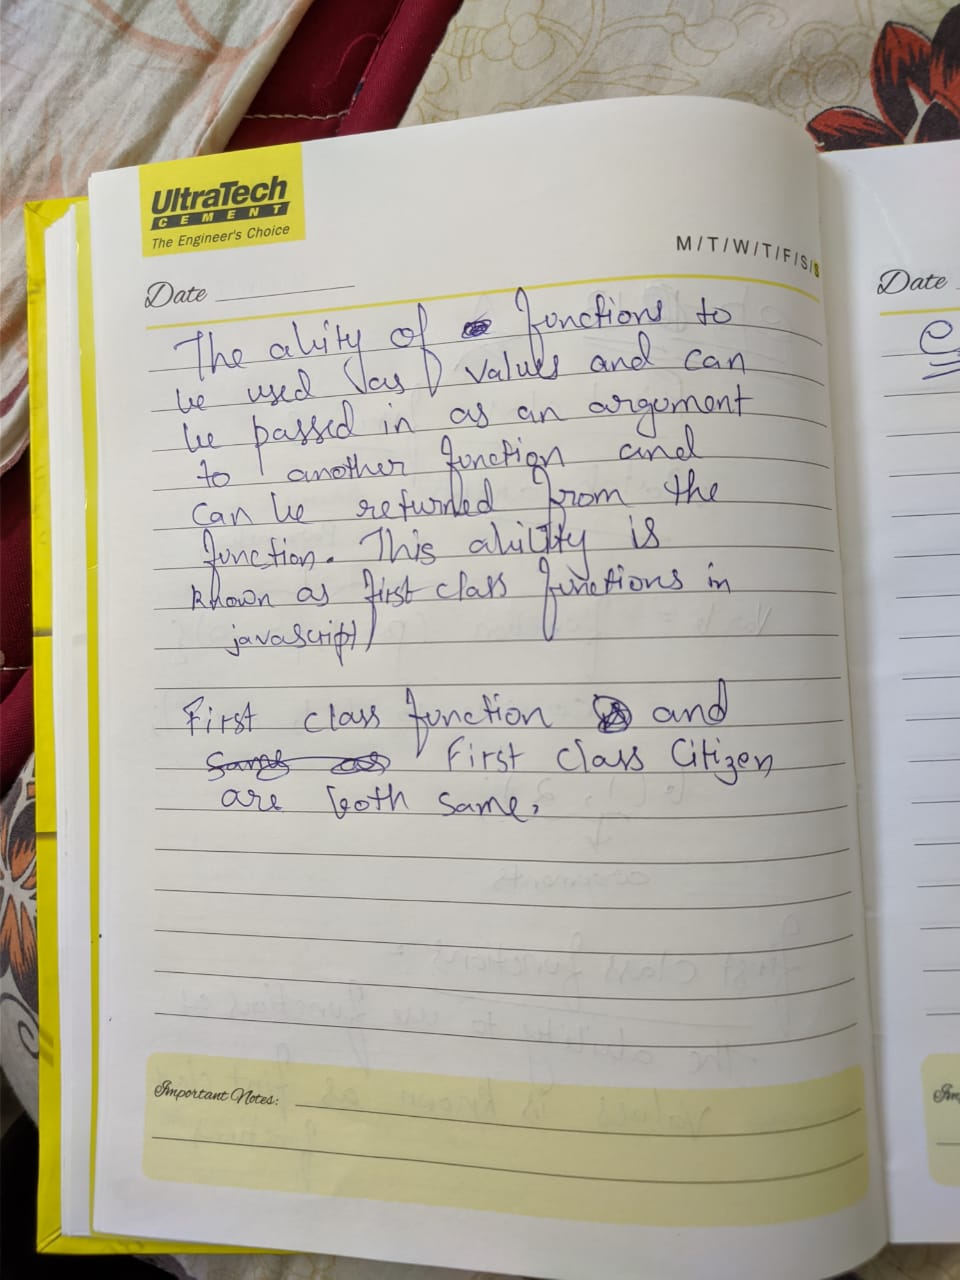 UltraTech
CEMENT
The Engineer's Choice
M/T/W/T/F/S/S
Date
The ability of functions to
be used as values and can
be passed in as an argument
to another function and
can be returned from the
function. This ability is
known as first class functions in
javascript
First class function and
Same as First class Citizen
are both same.
Important Notes:
Date